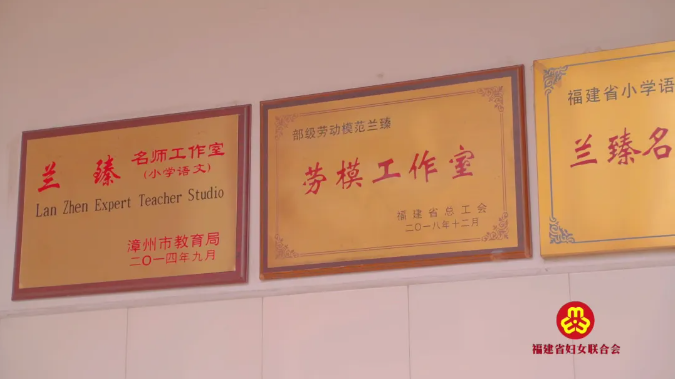 兰 臻 名师工作室
(小学语文)
Lan Zhen Expert Teacher Studio
漳州市教育局
二〇一四年九月
部级劳动模范兰臻
劳模工作室
福建省总工会
二〇一八年十二月
福建省小学语
兰臻名
福建省妇女联合会